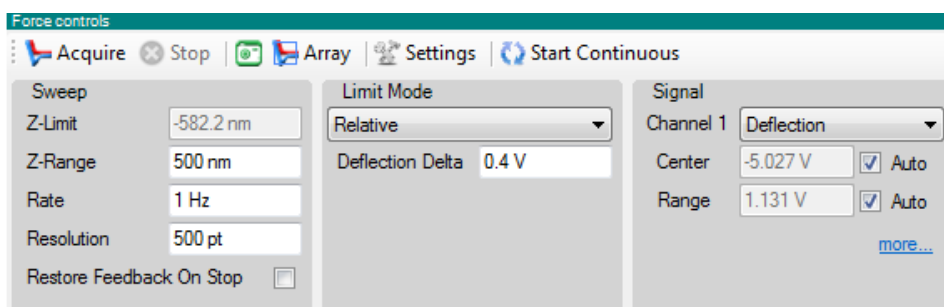 Force controls
Acquire Stop Array Settings Start Continuous
Sweep
Z-Limit -582.2 nm
Z-Range 500 nm
Rate 1 Hz
Resolution 500 pt
Restore Feedback On Stop
Limit Mode
Relative
Deflection Delta 0.4 V
Signal
Channel 1 Deflection
Center -5.027 V Auto
Range 1.131 V Auto
more...